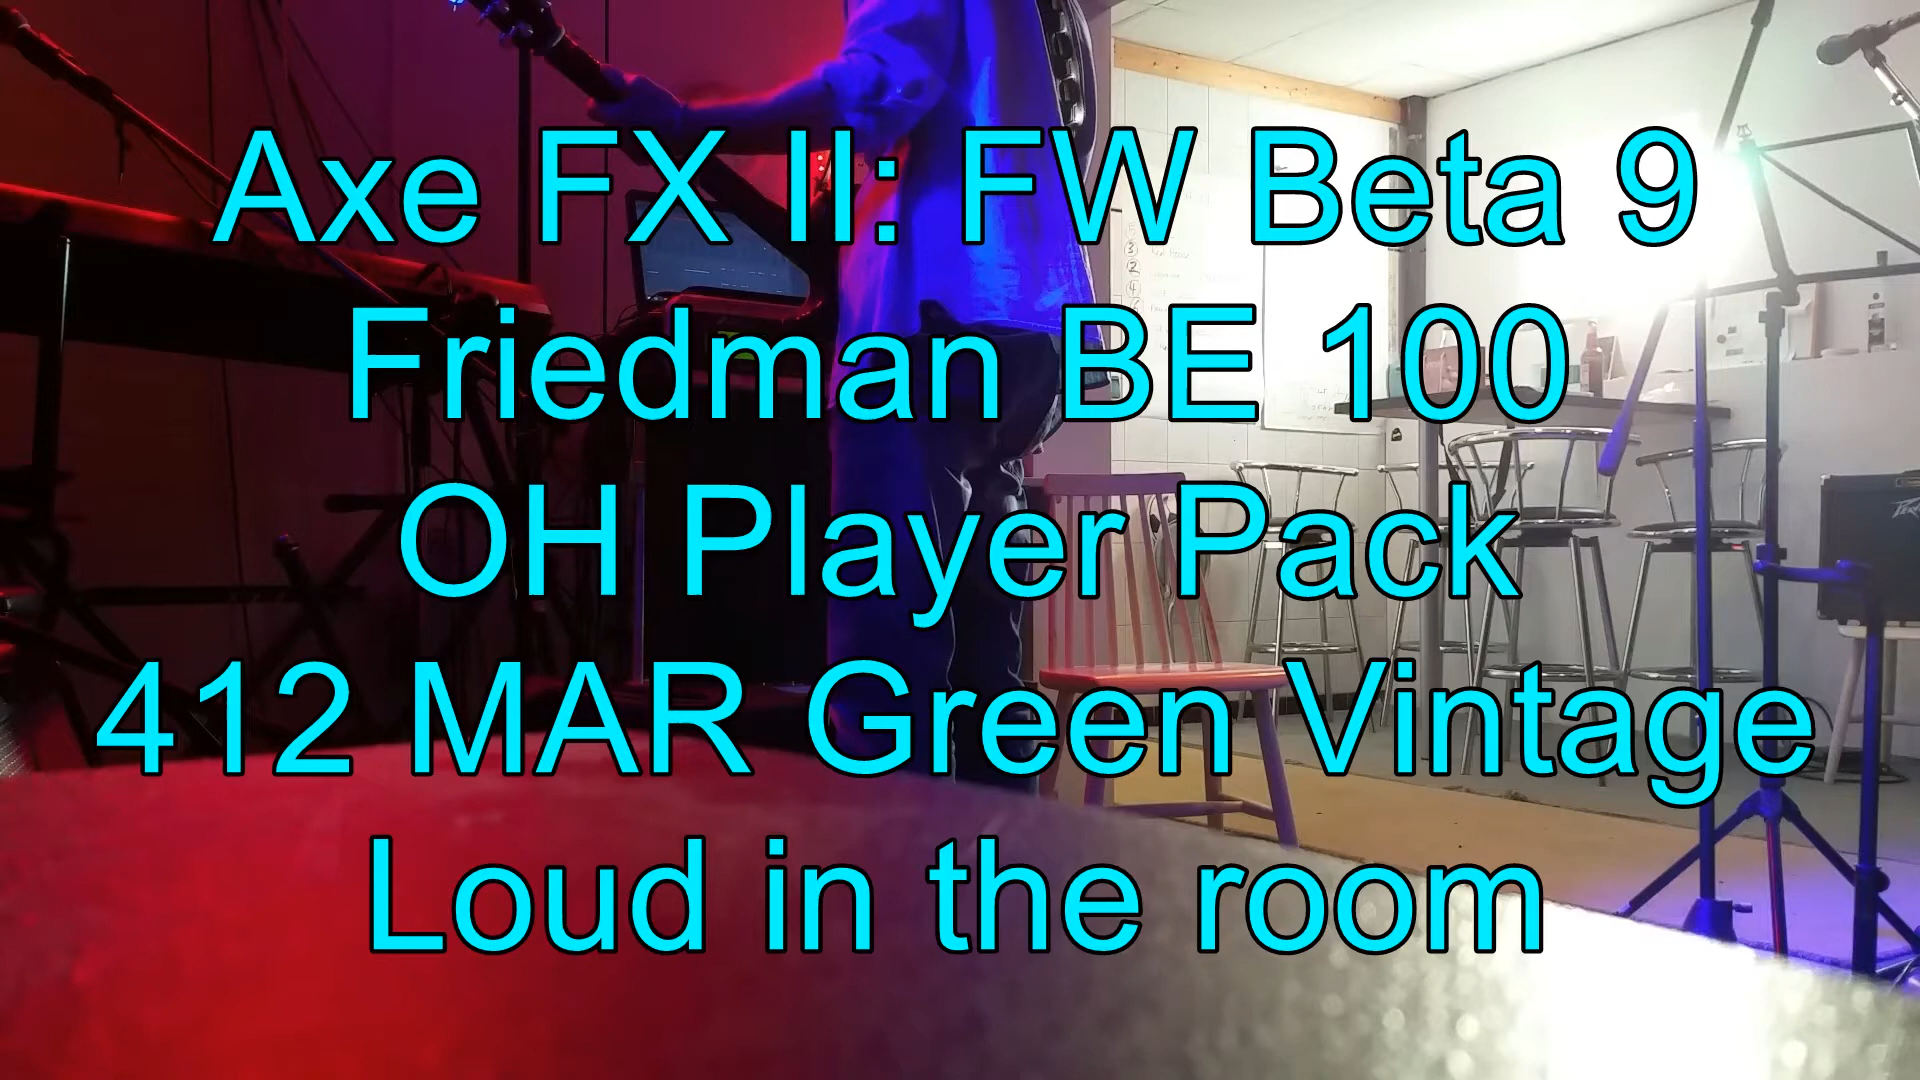 Axe FX II: FW Beta 9
Friedman BE 100
OH Player Pack
412 MAR Green Vintage
Loud in the room